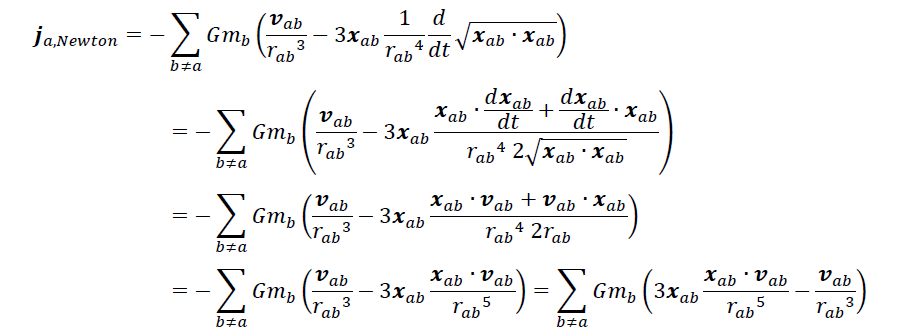 𝒋_{a,Newton} = −∑_{b≠a} Gm_b (𝒗_{ab}/r_{ab}³ − 3𝒙_{ab} (1/r_{ab}⁴) (d/dt) √(𝒙_{ab} · 𝒙_{ab}))
= −∑_{b≠a} Gm_b (𝒗_{ab}/r_{ab}³ − 3𝒙_{ab} (𝒙_{ab} · d𝒙_{ab}/dt + d𝒙_{ab}/dt · 𝒙_{ab})/(r_{ab}⁴ 2√(𝒙_{ab} · 𝒙_{ab})))
= −∑_{b≠a} Gm_b (𝒗_{ab}/r_{ab}³ − 3𝒙_{ab} (𝒙_{ab} · 𝒗_{ab} + 𝒗_{ab} · 𝒙_{ab})/(r_{ab}⁴ 2r_{ab}))
= −∑_{b≠a} Gm_b (𝒗_{ab}/r_{ab}³ − 3𝒙_{ab} (𝒙_{ab} · 𝒗_{ab})/r_{ab}⁵) = ∑_{b≠a} Gm_b (3𝒙_{ab} (𝒙_{ab} · 𝒗_{ab})/r_{ab}⁵ − 𝒗_{ab}/r_{ab}³)